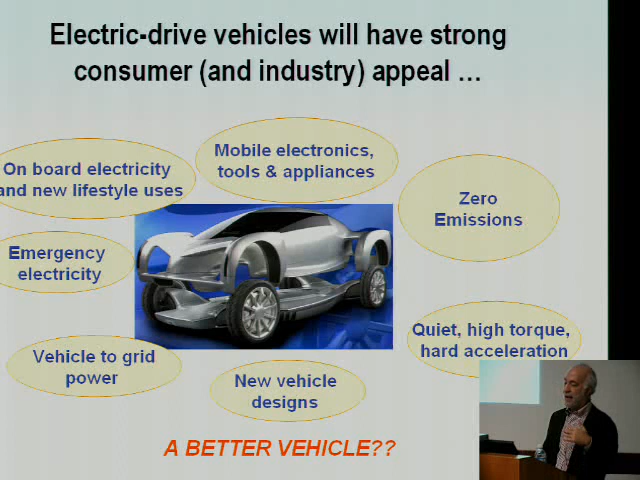 Electric-drive vehicles will have strong
consumer (and industry) appeal …
Mobile electronics,
tools & appliances
On board electricity
and new lifestyle uses
Zero
Emissions
Emergency
electricity
Quiet, high torque,
hard acceleration
Vehicle to grid
power
New vehicle
designs
A BETTER VEHICLE??